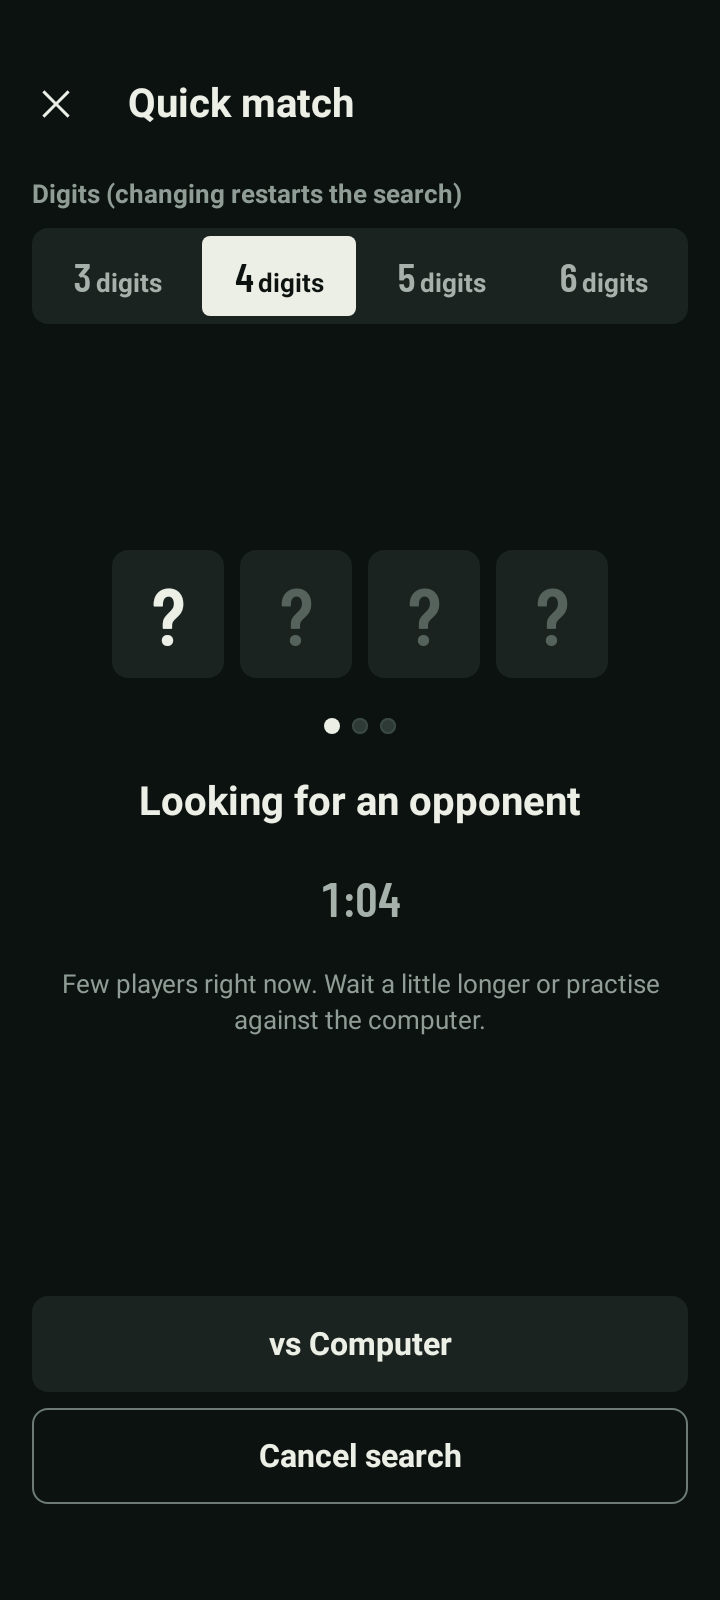 Quick match
Digits (changing restarts the search)
3 digits 4 digits 5 digits 6 digits
? ? ? ?
Looking for an opponent
1:04
Few players right now. Wait a little longer or practise
against the computer.
vs Computer
Cancel search